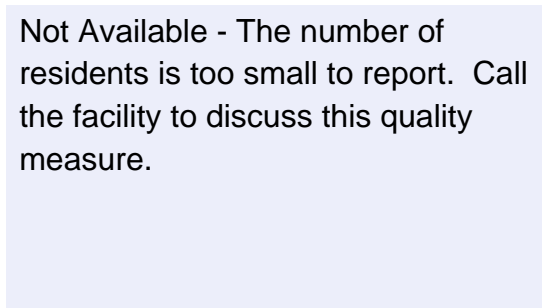 Not Available - The number of
residents is too small to report.  Call
the facility to discuss this quality
measure.